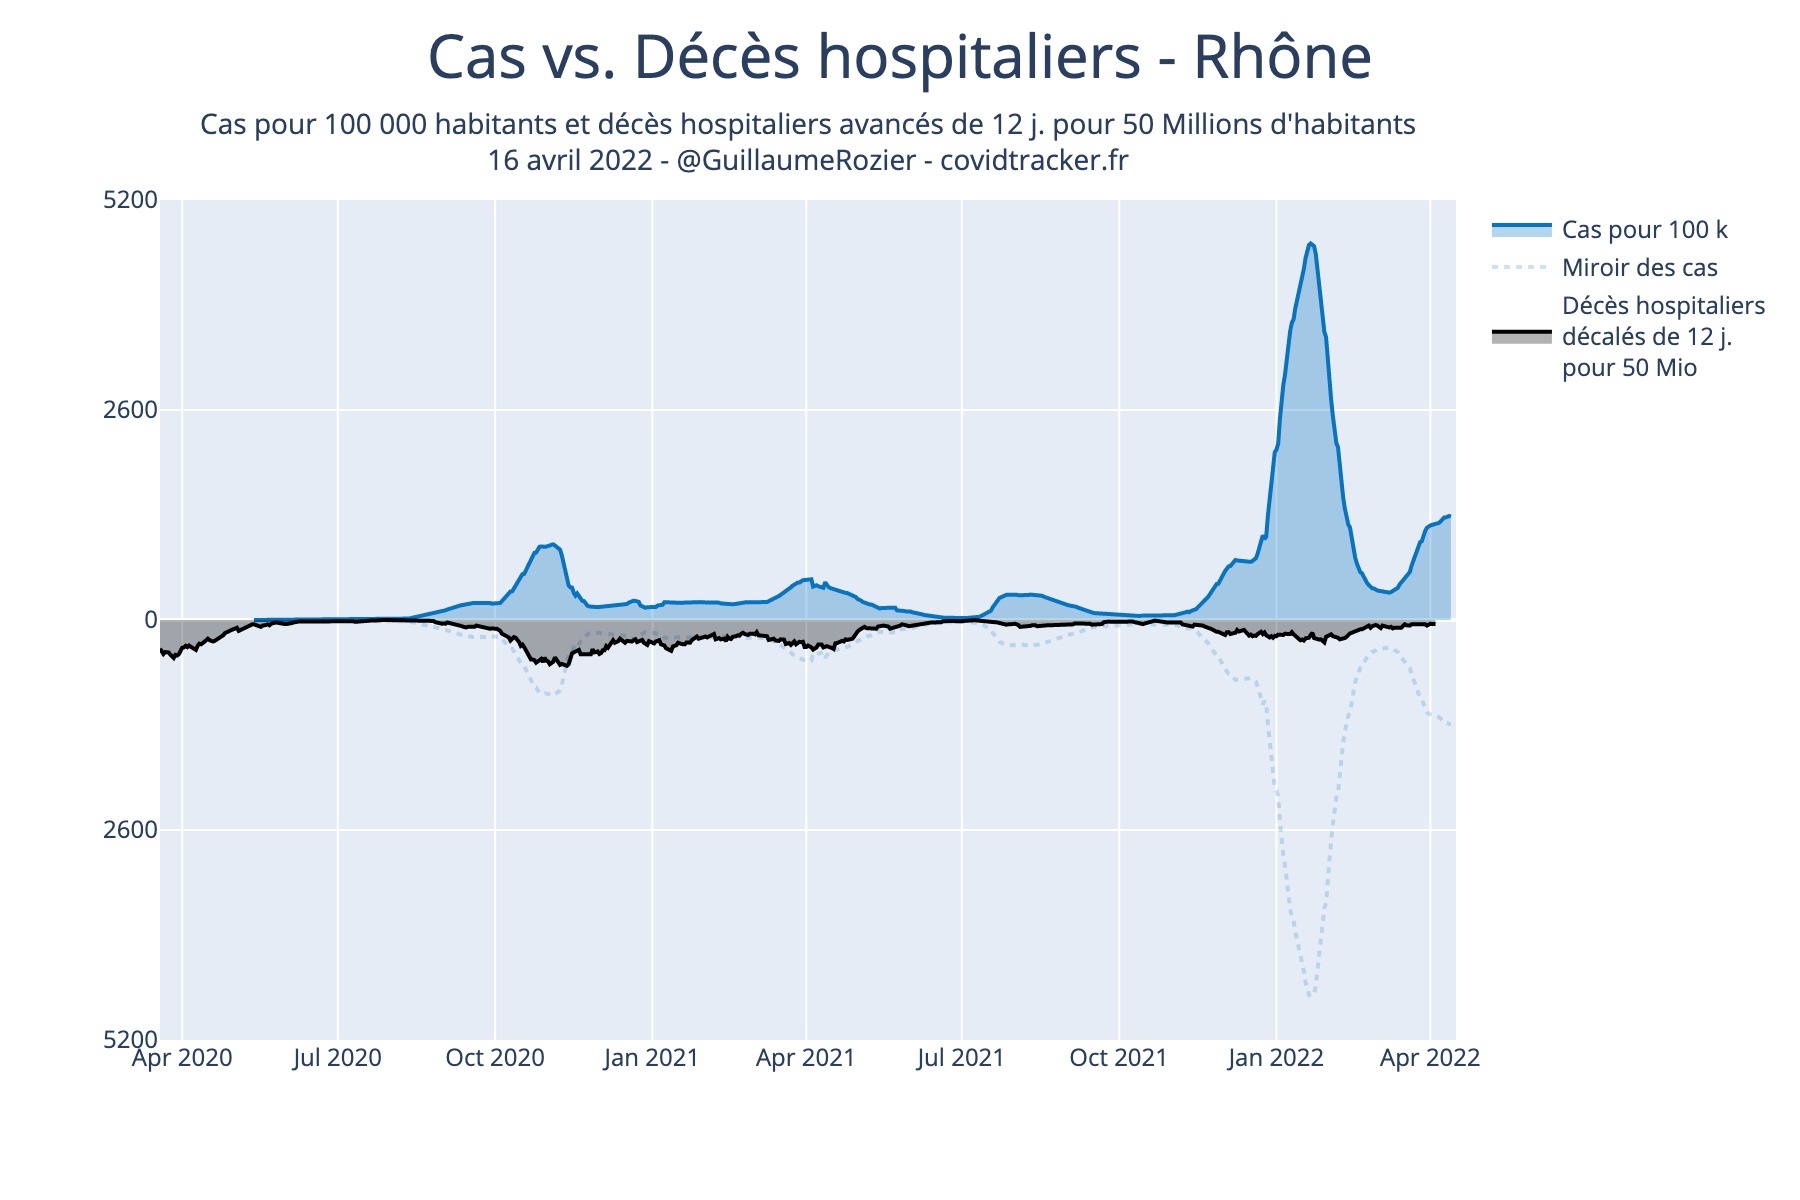 Cas vs. Décès hospitaliers - Rhône
Cas pour 100 000 habitants et décès hospitaliers avancés de 12 j. pour 50 Millions d'habitants
16 avril 2022 - @GuillaumeRozier - covidtracker.fr
5200
2600
0
2600
5200
Apr 2020
Jul 2020
Oct 2020
Jan 2021
Apr 2021
Jul 2021
Oct 2021
Jan 2022
Apr 2022
Cas pour 100 k
Miroir des cas
Décès hospitaliers
décalés de 12 j.
pour 50 Mio